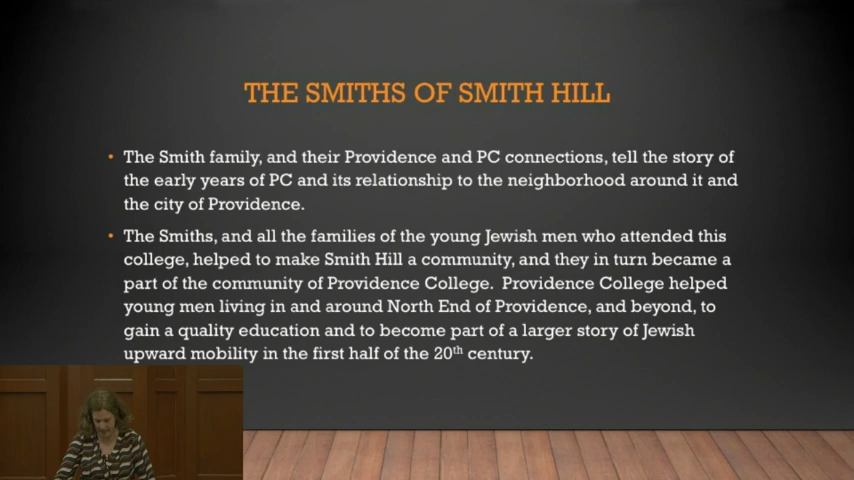 THE SMITHS OF SMITH HILL
• The Smith family, and their Providence and PC connections, tell the story of
the early years of PC and its relationship to the neighborhood around it and
the city of Providence.
• The Smiths, and all the families of the young Jewish men who attended this
college, helped to make Smith Hill a community, and they in turn became a
part of the community of Providence College.  Providence College helped
young men living in and around North End of Providence, and beyond, to
gain a quality education and to become part of a larger story of Jewish
upward mobility in the first half of the 20th century.